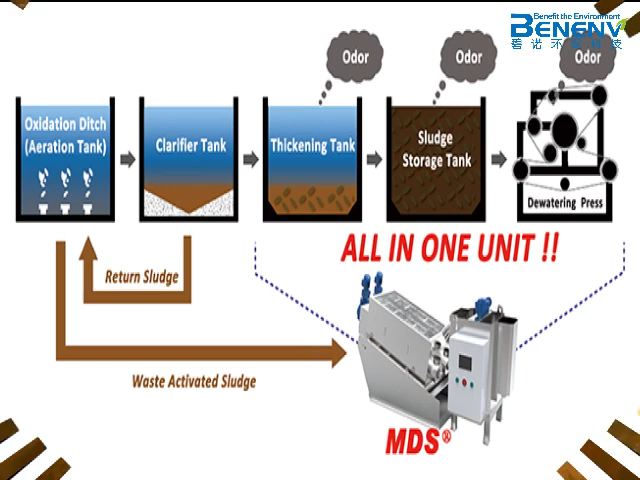 Benefit the Environment
BENENV
Odor
Odor
Odor
Oxidation Ditch
(Aeration Tank)
Clarifier Tank
Thickening Tank
Sludge
Storage Tank
Dewatering Press
ALL IN ONE UNIT !!
Return Sludge
Waste Activated Sludge
MDS®